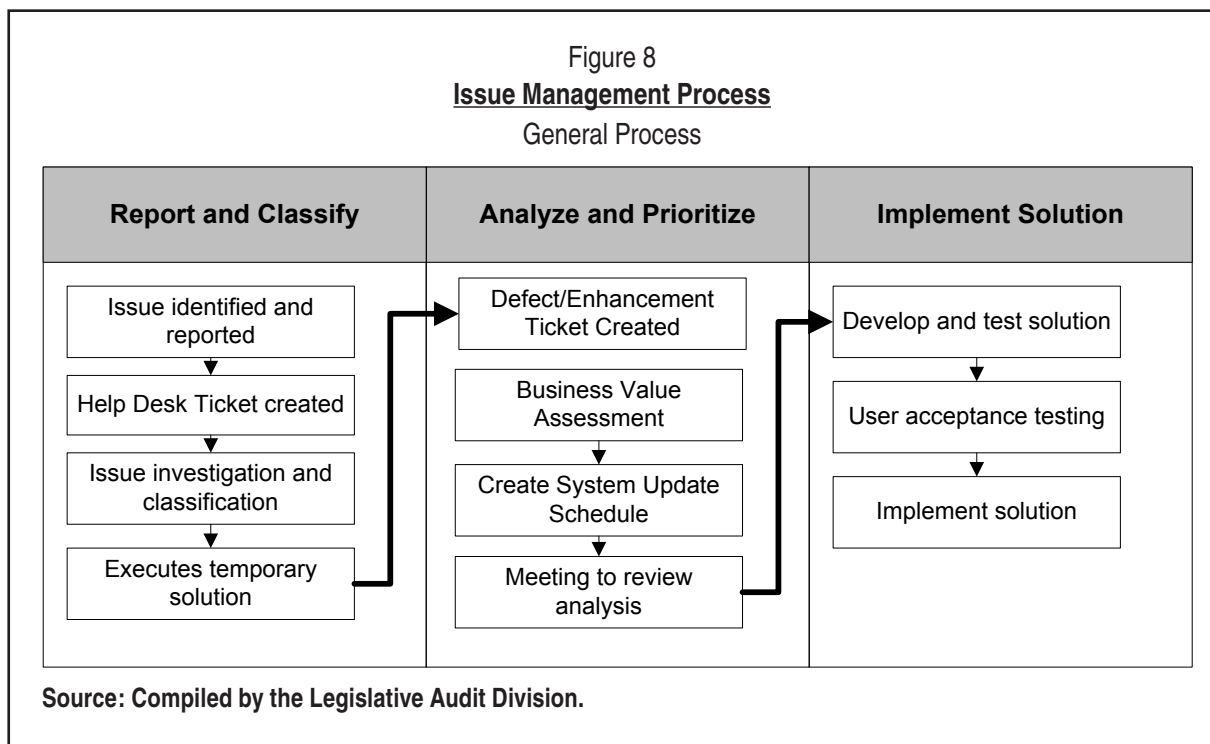 Figure 8
Issue Management Process
General Process
Report and Classify
Analyze and Prioritize
Implement Solution
Issue identified and
reported
Help Desk Ticket created
Issue investigation and
classification
Executes temporary
solution
Defect/Enhancement
Ticket Created
Business Value
Assessment
Create System Update
Schedule
Meeting to review
analysis
Develop and test solution
User acceptance testing
Implement solution
Source: Compiled by the Legislative Audit Division.